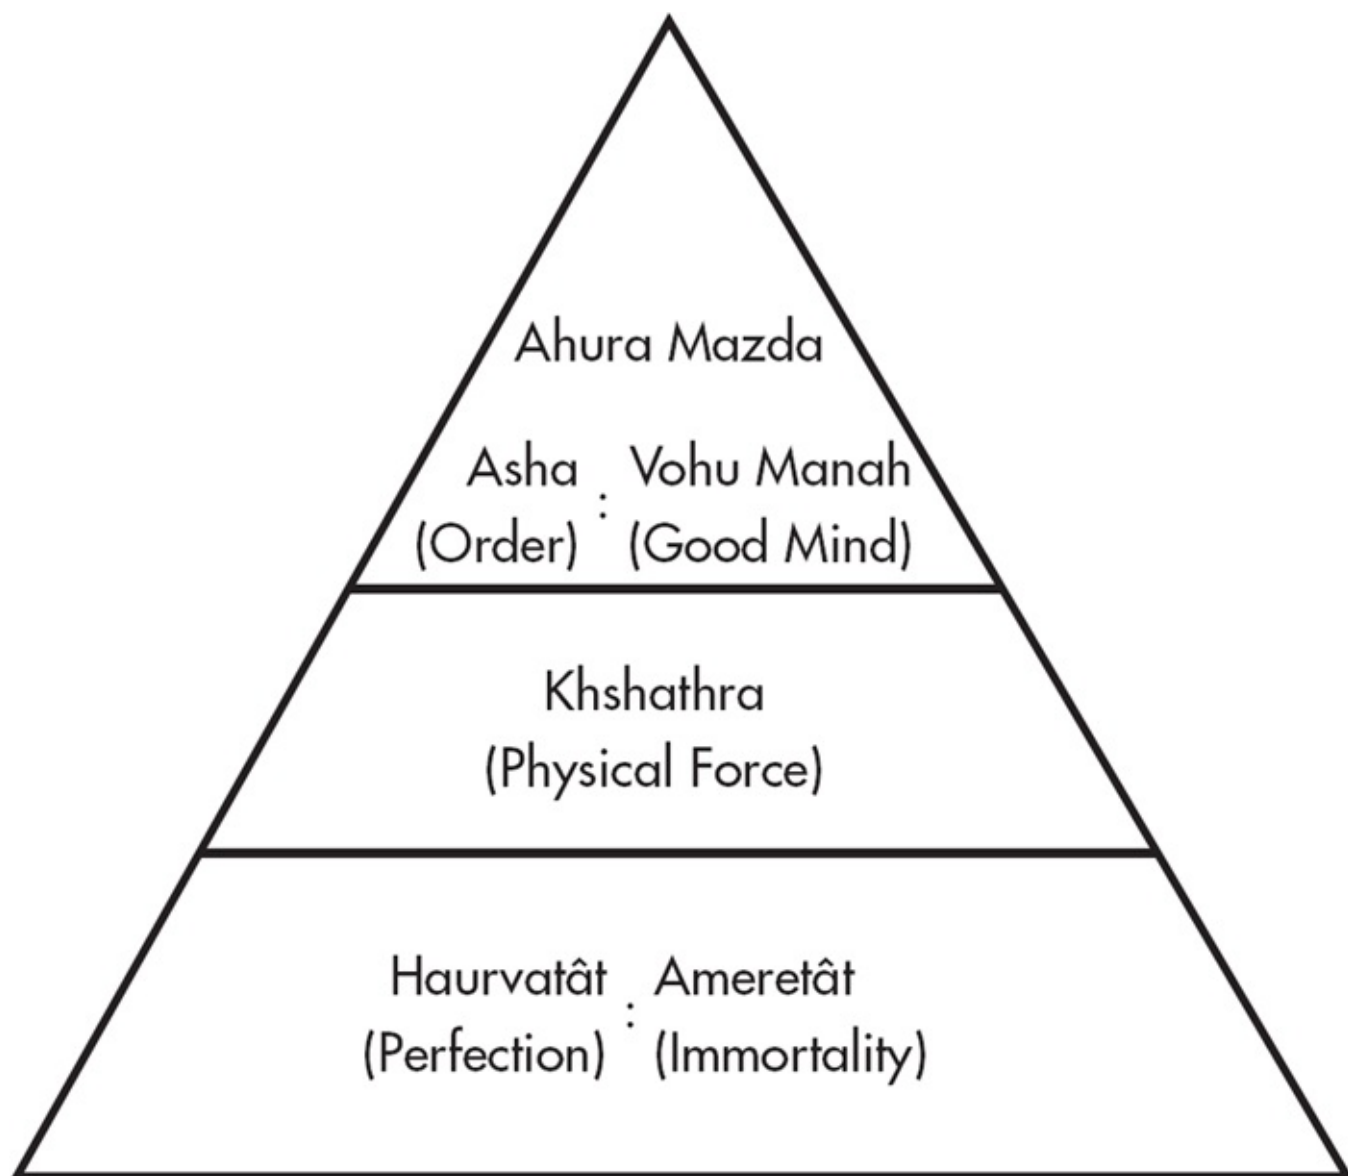 Ahura Mazda
Asha : Vohu Manah
(Order) (Good Mind)
Khshathra
(Physical Force)
Haurvatât : Ameretât
(Perfection) (Immortality)